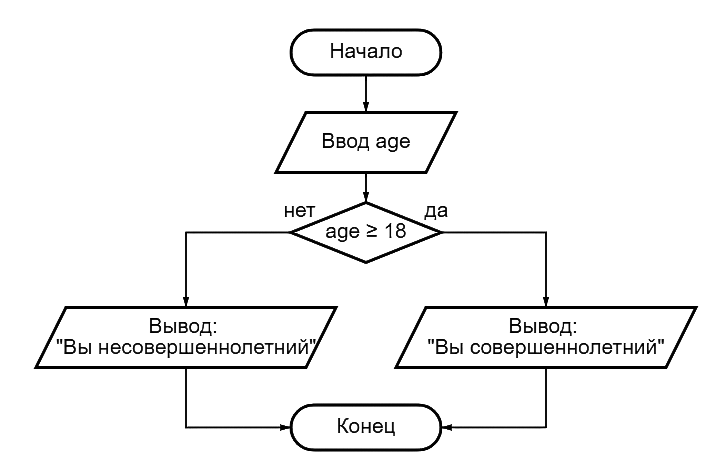 Начало
Ввод age
нет
да
age ≥ 18
Вывод:
"Вы несовершеннолетний"
Вывод:
"Вы совершеннолетний"
Конец